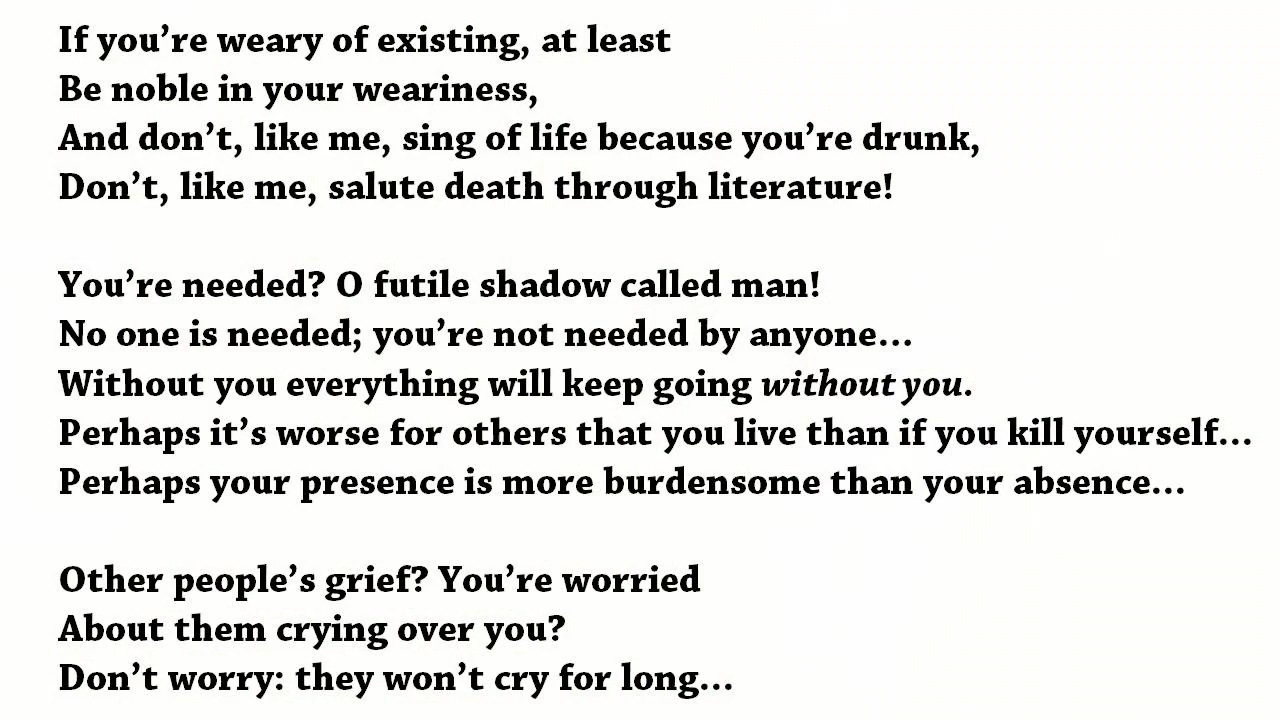 If you’re weary of existing, at least
Be noble in your weariness,
And don’t, like me, sing of life because you’re drunk,
Don’t, like me, salute death through literature!

You’re needed? O futile shadow called man!
No one is needed; you’re not needed by anyone...
Without you everything will keep going without you.
Perhaps it’s worse for others that you live than if you kill yourself...
Perhaps your presence is more burdensome than your absence...

Other people’s grief? You’re worried
About them crying over you?
Don’t worry: they won’t cry for long...